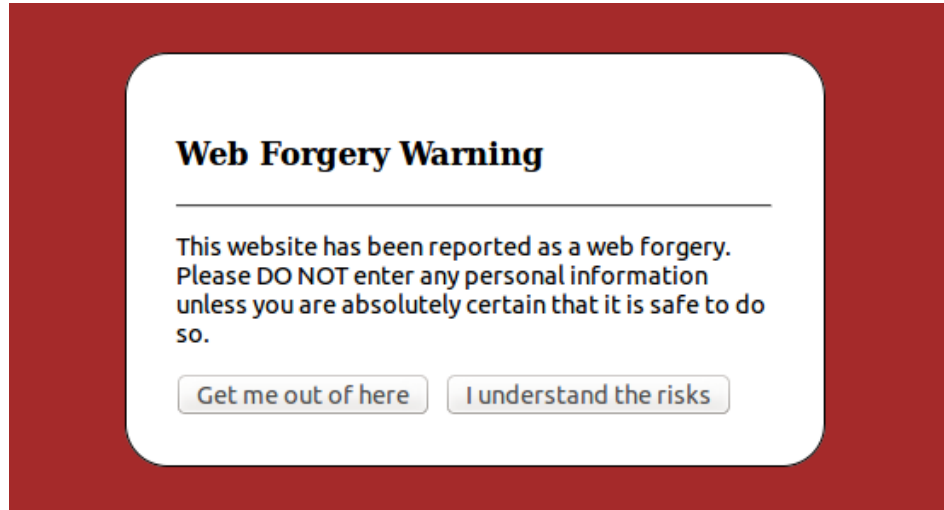 Web Forgery Warning
This website has been reported as a web forgery.
Please DO NOT enter any personal information
unless you are absolutely certain that it is safe to do
so.
Get me out of here
I understand the risks